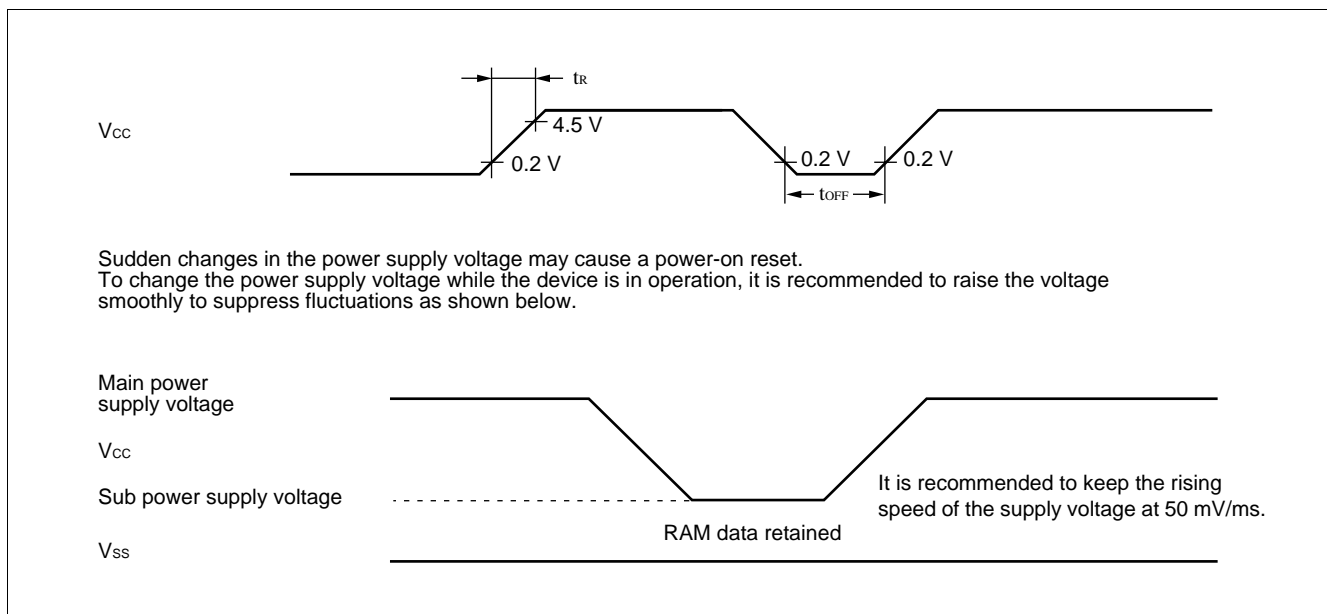 tR
VCC
4.5 V
0.2 V
0.2 V
0.2 V
tOFF
Sudden changes in the power supply voltage may cause a power-on reset.
To change the power supply voltage while the device is in operation, it is recommended to raise the voltage
smoothly to suppress fluctuations as shown below.
Main power
supply voltage
VCC
Sub power supply voltage
It is recommended to keep the rising
speed of the supply voltage at 50 mV/ms.
RAM data retained
VSS